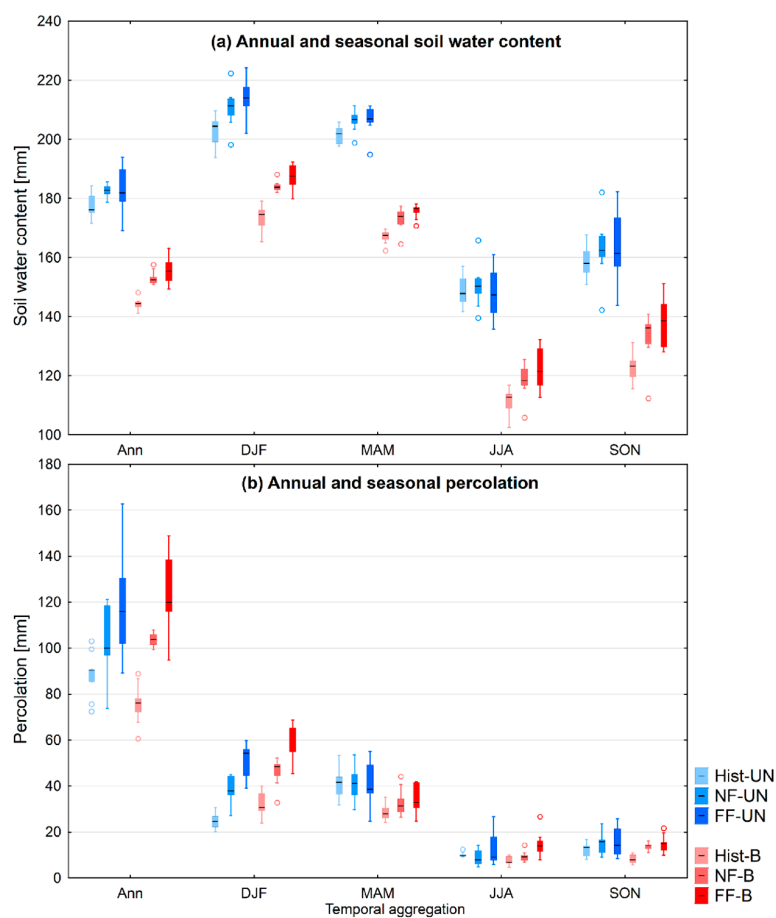 (a) Annual and seasonal soil water content
Soil water content [mm]
240
220
200
180
160
140
120
100
Ann DJF MAM JJA SON
(b) Annual and seasonal percolation
Percolation [mm]
180
160
140
120
100
80
60
40
20
0
Ann DJF MAM JJA SON
Temporal aggregation
Hist-UN
NF-UN
FF-UN
Hist-B
NF-B
FF-B